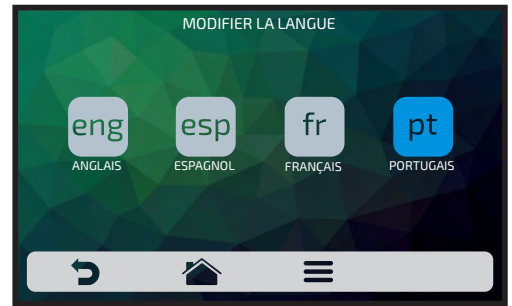 MODIFIER LA LANGUE
eng esp fr pt
ANGLAIS ESPAGNOL FRANÇAIS PORTUGAIS